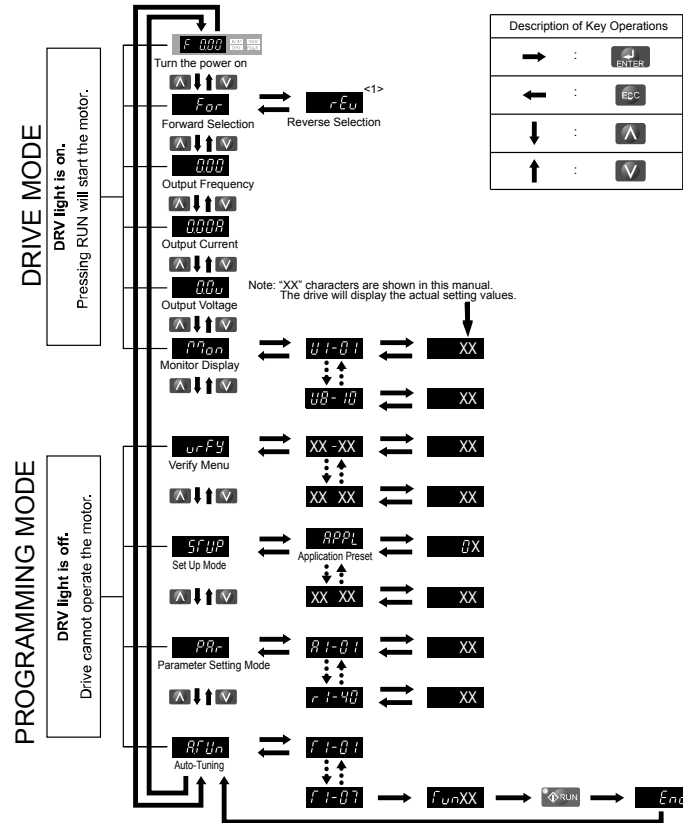 DRIVE MODE
DRV light is on.
Pressing RUN will start the motor.
F 0.00
Turn the power on
For
rEv
<1>
Forward Selection
Reverse Selection
0.00
Output Frequency
0.00A
Output Current
0.0v
Output Voltage
Note: “XX” characters are shown in this manual.
The drive will display the actual setting values.
Mon
U1-01
XX
Monitor Display
U8-10
XX
Description of Key Operations
→ : ENTER
← : ESC
↓ : ∧
↑ : ∨
PROGRAMMING MODE
DRV light is off.
Drive cannot operate the motor.
vrFY
XX -XX
XX
Verify Menu
XX XX
XX
STUP
APPL
0X
Set Up Mode
Application Preset
XX XX
XX
PAr
A1-01
XX
Parameter Setting Mode
r1-40
XX
ATUn
T1-01
Auto-Tuning
T1-07
TunXX
RUN
End